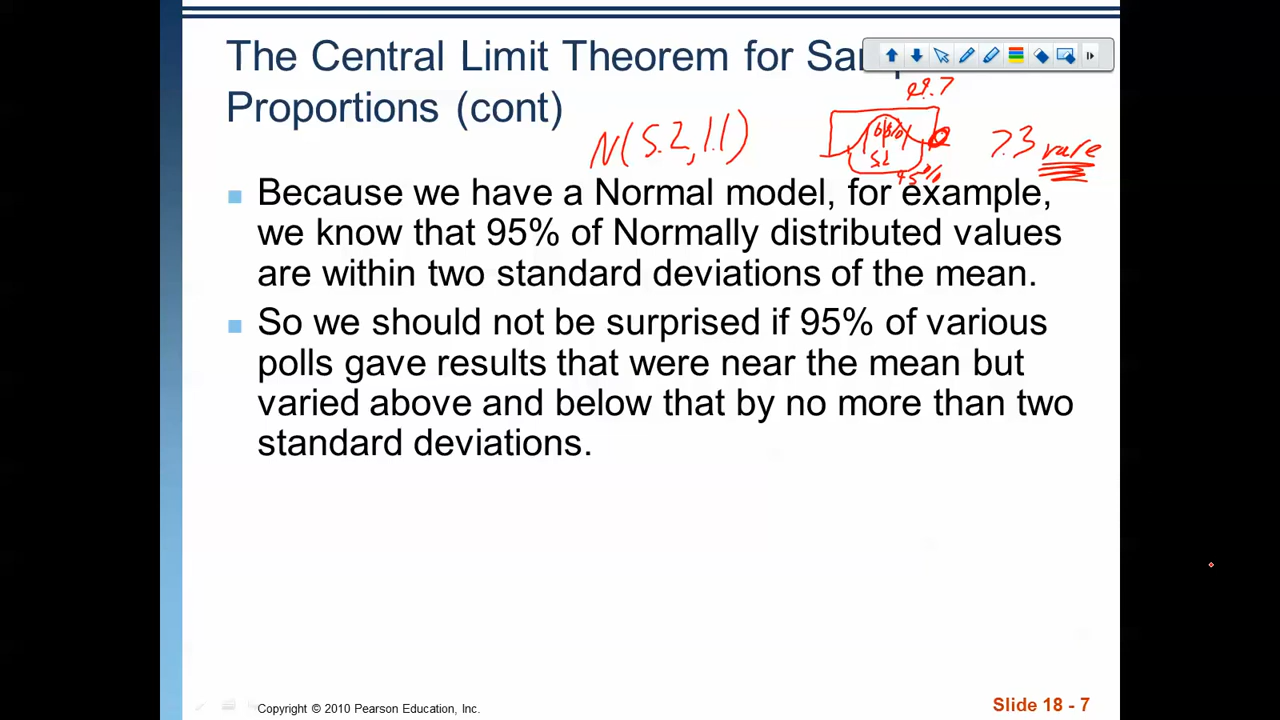 The Central Limit Theorem for Sa
Proportions (cont)
99.7
N(5.2, 1.1)
68%
5.2
95%
7.3 rare
Because we have a Normal model, for example,
we know that 95% of Normally distributed values
are within two standard deviations of the mean.
So we should not be surprised if 95% of various
polls gave results that were near the mean but
varied above and below that by no more than two
standard deviations.
Copyright © 2010 Pearson Education, Inc.
Slide 18 - 7